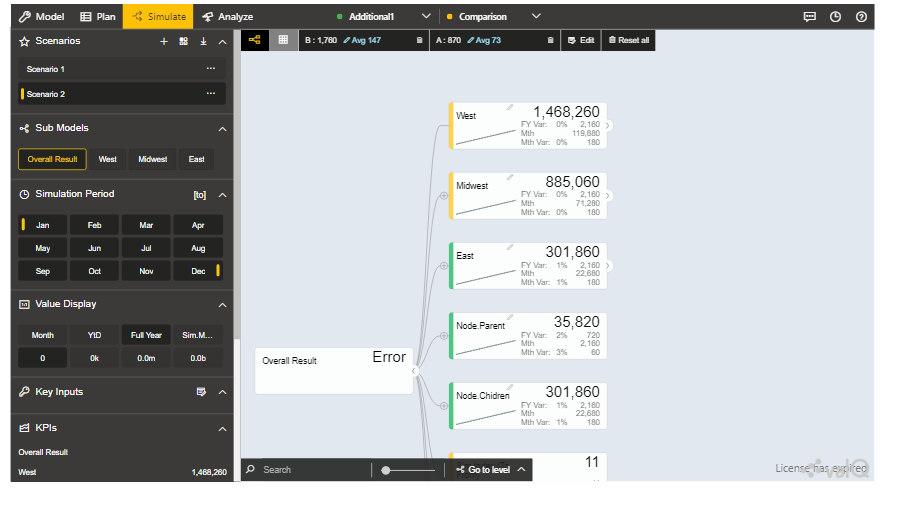 Model Plan Simulate Analyze Additional1 Comparison
Scenarios
B : 1,760 Avg 147 A : 870 Avg 73 Edit Reset all
Scenario 1 ...
Scenario 2 ...
Sub Models
Overall Result West Midwest East
Simulation Period [to]
Jan Feb Mar Apr
May Jun Jul Aug
Sep Oct Nov Dec
Value Display
Month YtD Full Year Sim.M...
0 0k 0.0m 0.0b
Key Inputs
KPIs
Overall Result
West 1,468,260
Overall Result Error
West 1,468,260
FY Var: 0% 2,160
Mth 119,880
Mth Var: 0% 180
Midwest 885,060
FY Var: 0% 2,160
Mth 71,280
Mth Var: 0% 180
East 301,860
FY Var: 1% 2,160
Mth 22,680
Mth Var: 1% 180
Node.Parent 35,820
FY Var: 2% 720
Mth 2,160
Mth Var: 3% 60
Node.Chidren 301,860
FY Var: 1% 2,160
Mth 22,680
Mth Var: 1% 180
11
Search Go to level
License has expired
valQ